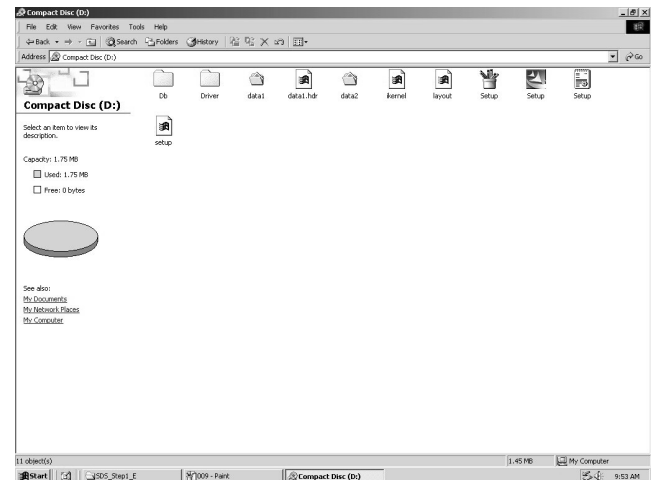 Compact Disc (D:)
File Edit View Favorites Tools Help
Back Search Folders History
Address Compact Disc (D:) Go
Compact Disc (D:)
Select an item to view its
description.
Capacity: 1.75 MB
Used: 1.75 MB
Free: 0 bytes
See also:
My Documents
My Network Places
My Computer
Db Driver data1 data1.hdr data2 ikernel layout Setup Setup Setup
setup
11 object(s) 1.45 MB My Computer
Start SDS_Step1_E 009 - Paint Compact Disc (D:) 9:53 AM